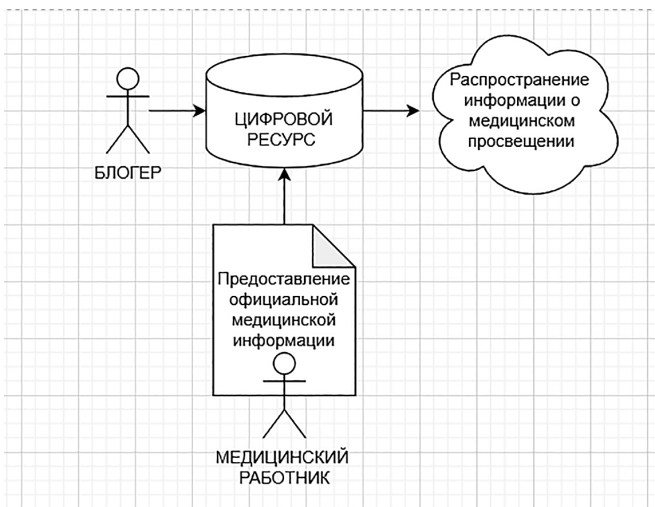 БЛОГЕР
ЦИФРОВОЙ
РЕСУРС
Распространение
информации о
медицинском
просвещении
Предоставление
официальной
медицинской
информации
МЕДИЦИНСКИЙ
РАБОТНИК